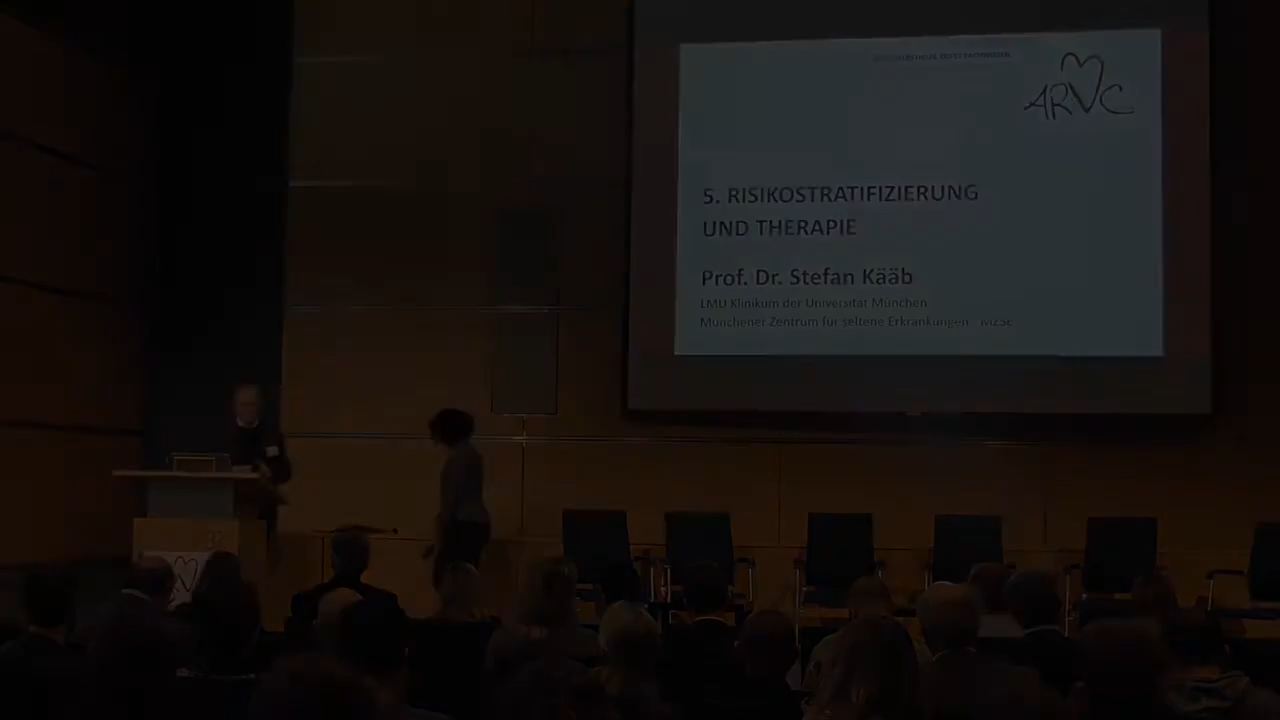 ARVC
5. RISIKOSTRATIFIZIERUNG
UND THERAPIE
Prof. Dr. Stefan Kääb
LMU Klinikum der Universität München
Münchener Zentrum für seltene Erkrankungen - MZSE